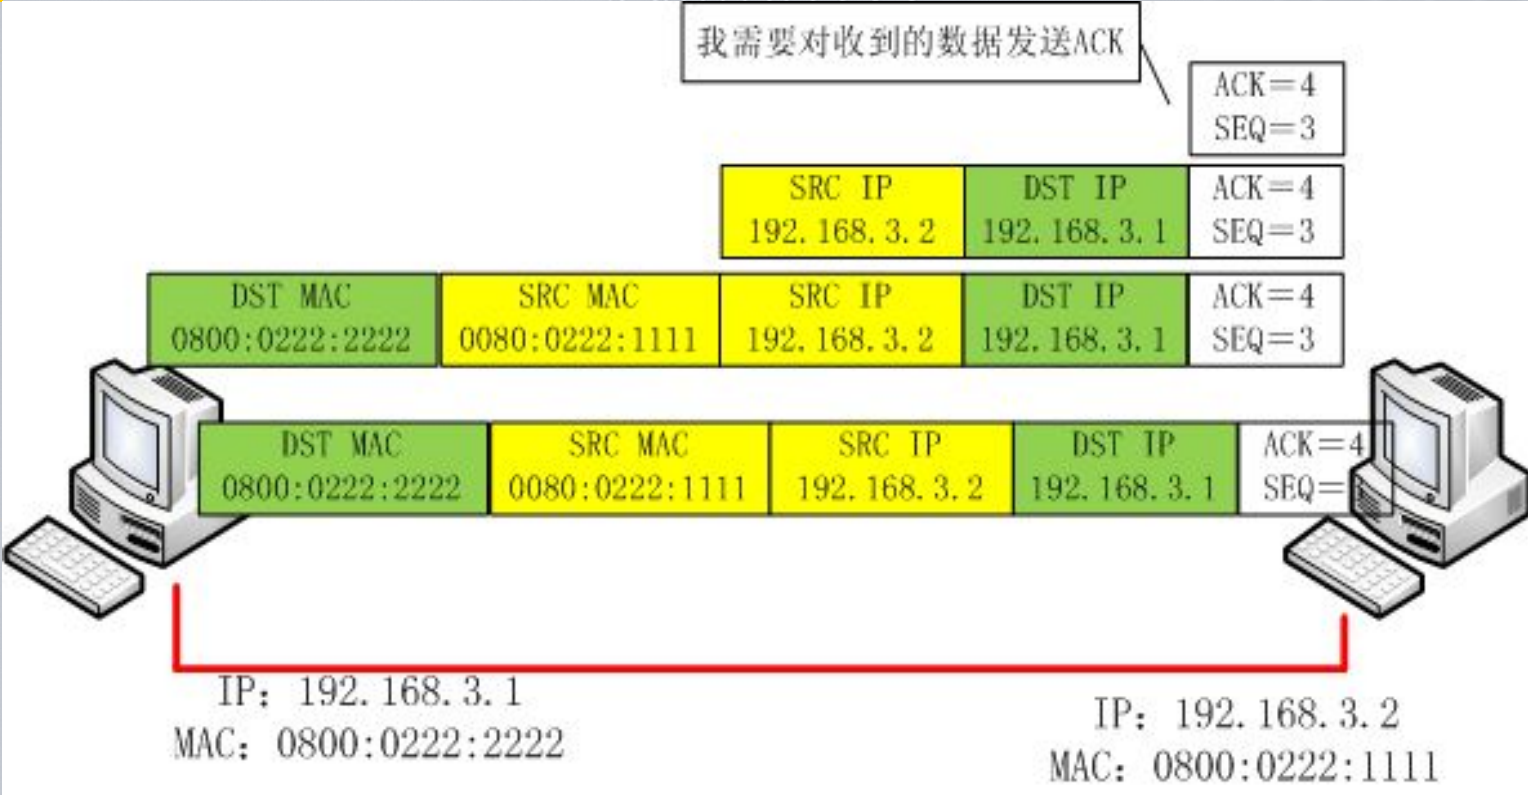 我需要对收到的数据发送ACK
ACK=4
SEQ=3
SRC IP
192.168.3.2
DST IP
192.168.3.1
ACK=4
SEQ=3
DST MAC
0800:0222:2222
SRC MAC
0080:0222:1111
SRC IP
192.168.3.2
DST IP
192.168.3.1
ACK=4
SEQ=3
DST MAC
0800:0222:2222
SRC MAC
0080:0222:1111
SRC IP
192.168.3.2
DST IP
192.168.3.1
ACK=4
SEQ=
IP: 192.168.3.1
MAC: 0800:0222:2222
IP: 192.168.3.2
MAC: 0800:0222:1111